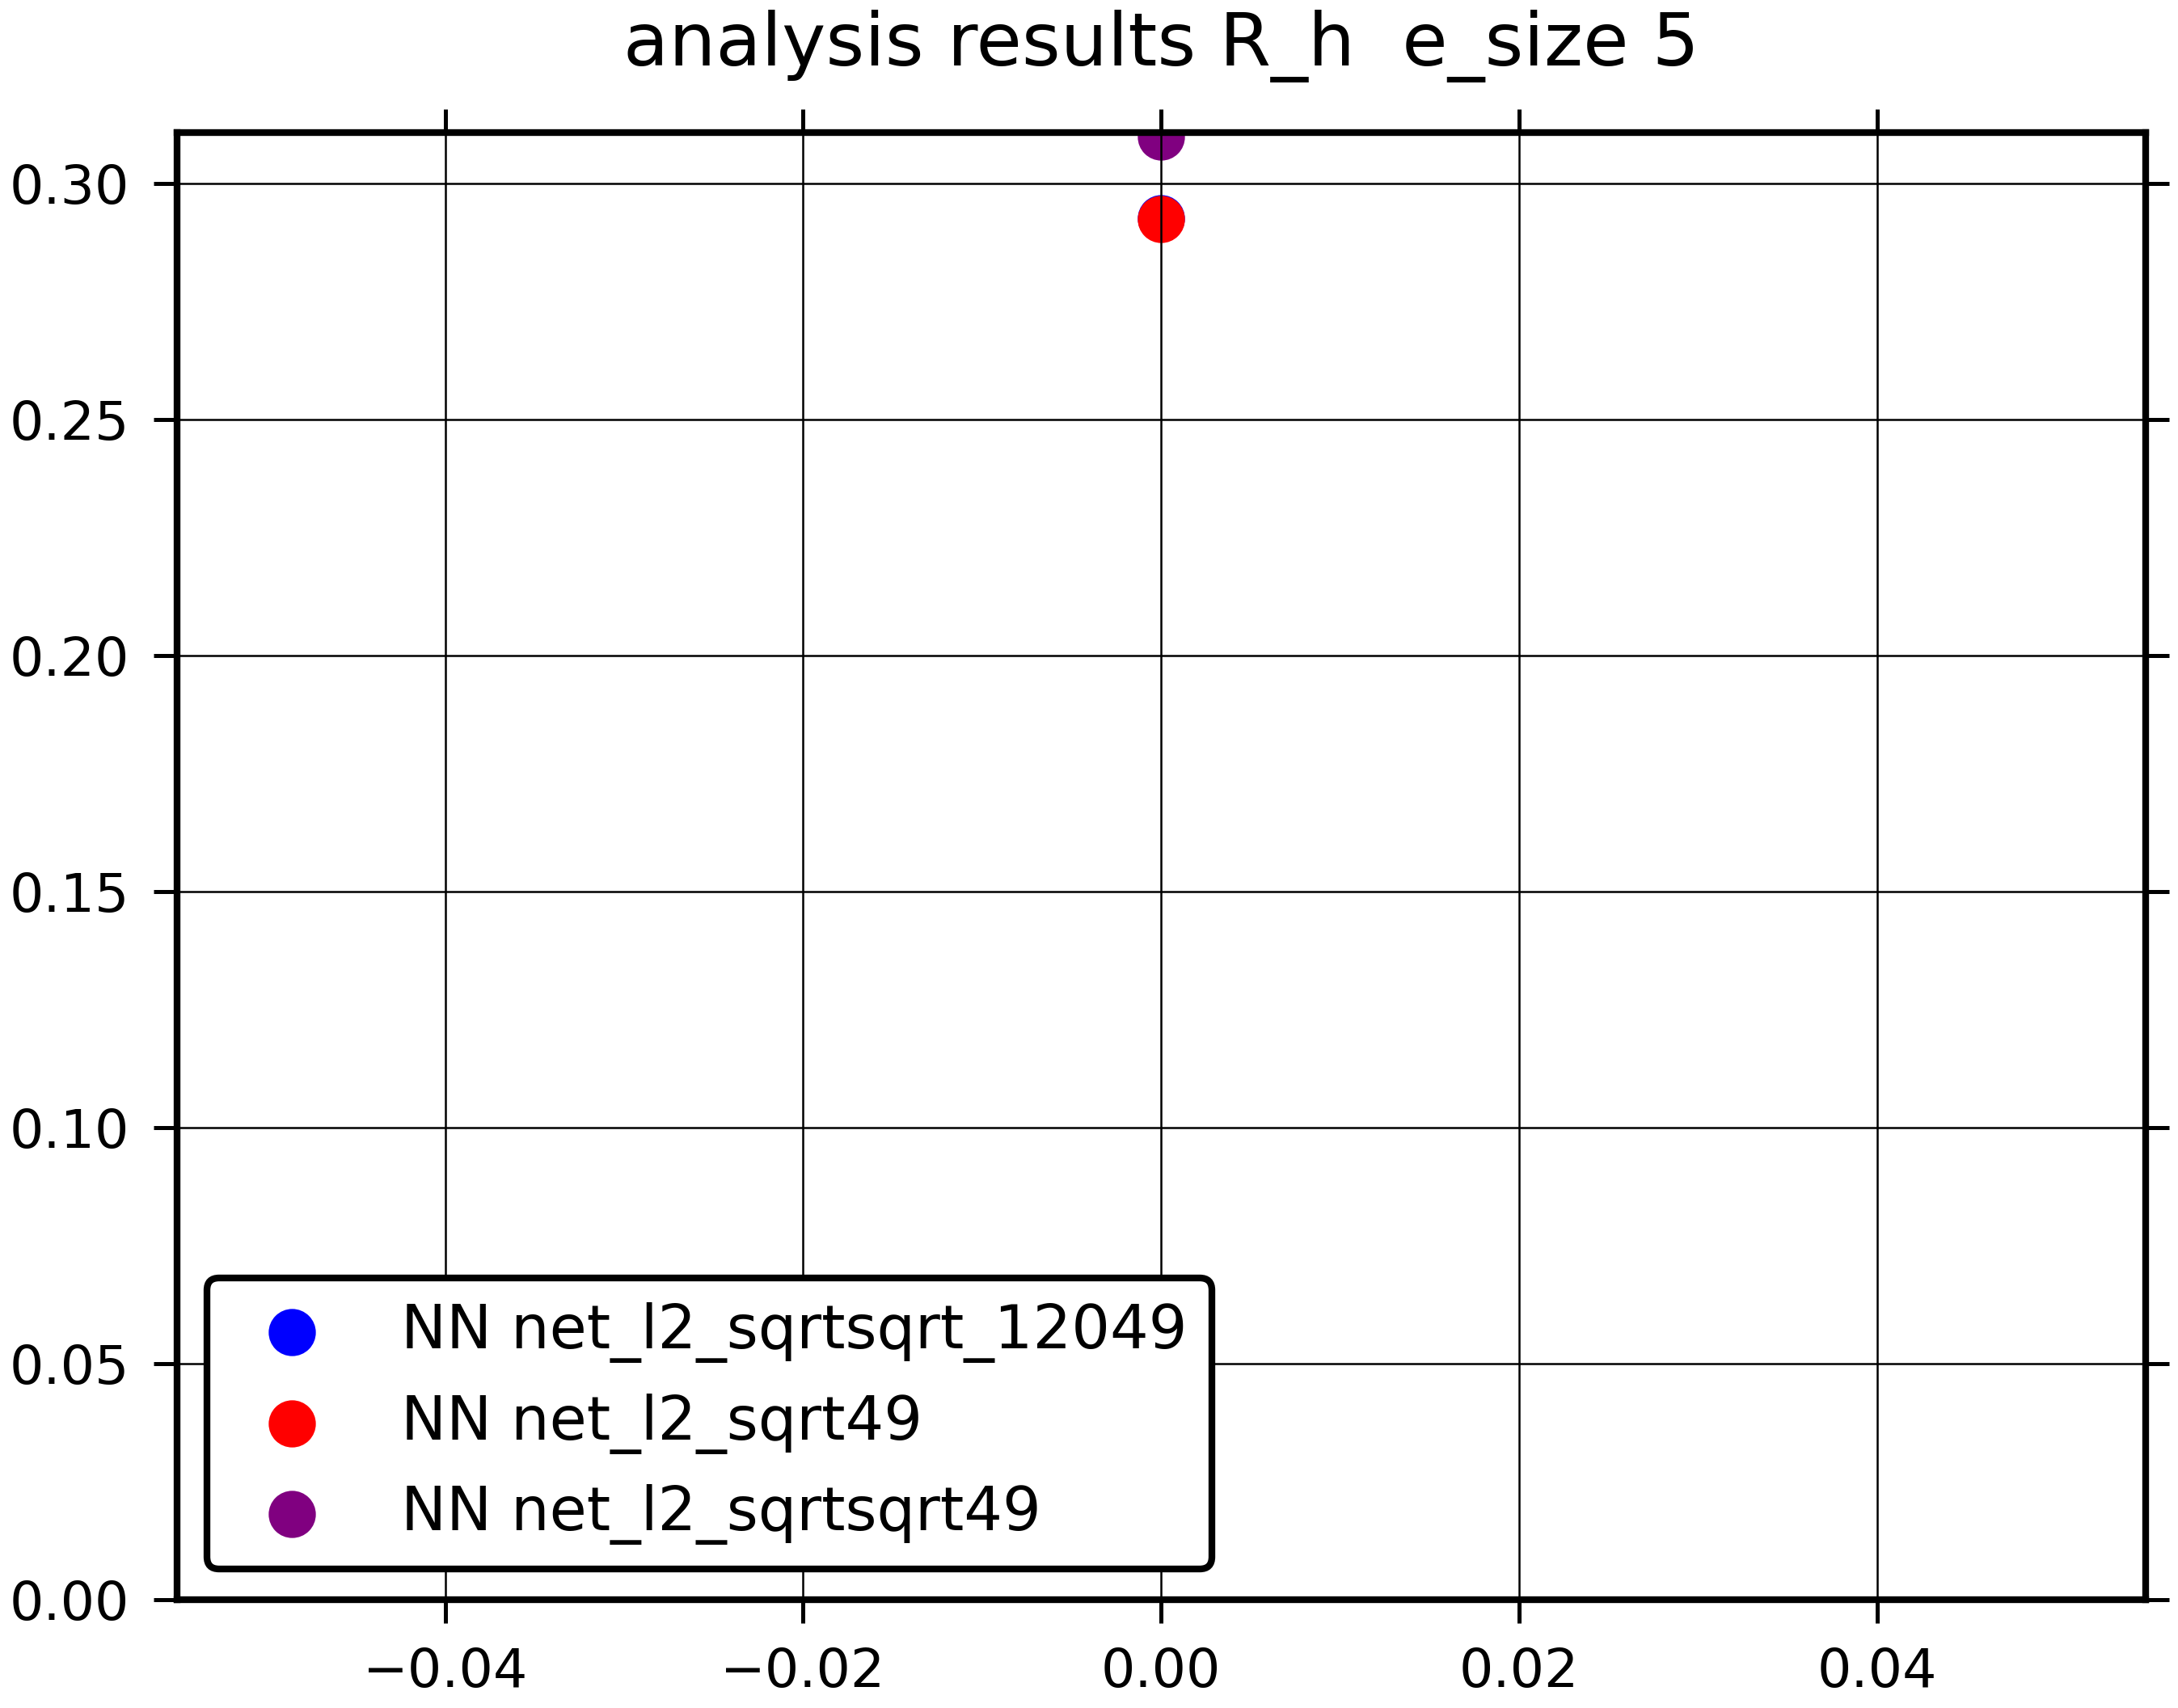 analysis results R_h  e_size 5
0.30
0.25
0.20
0.15
0.10
0.05
0.00
NN net_l2_sqrtsqrt_12049
NN net_l2_sqrt49
NN net_l2_sqrtsqrt49
−0.04 −0.02 0.00 0.02 0.04